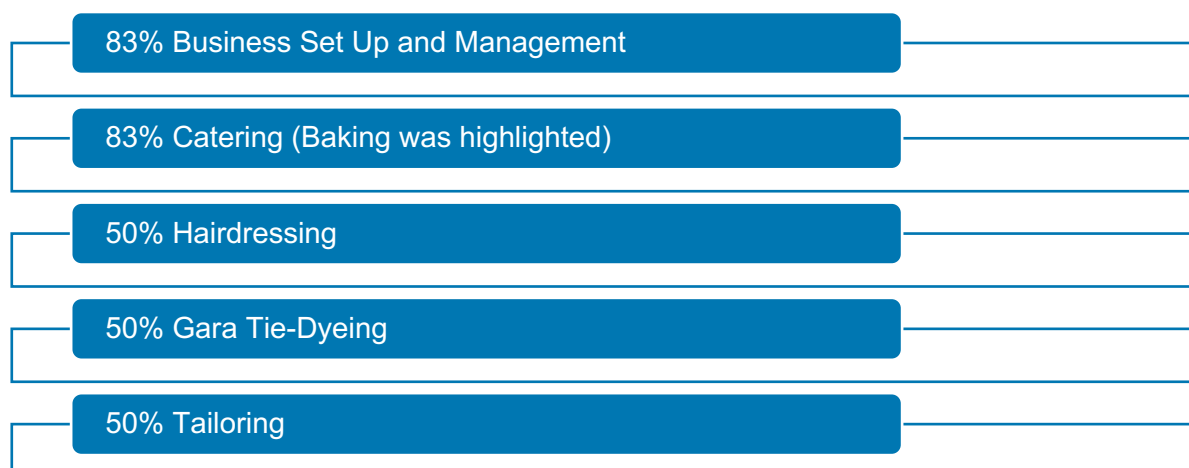 83% Business Set Up and Management
83% Catering (Baking was highlighted)
50% Hairdressing
50% Gara Tie-Dyeing
50% Tailoring